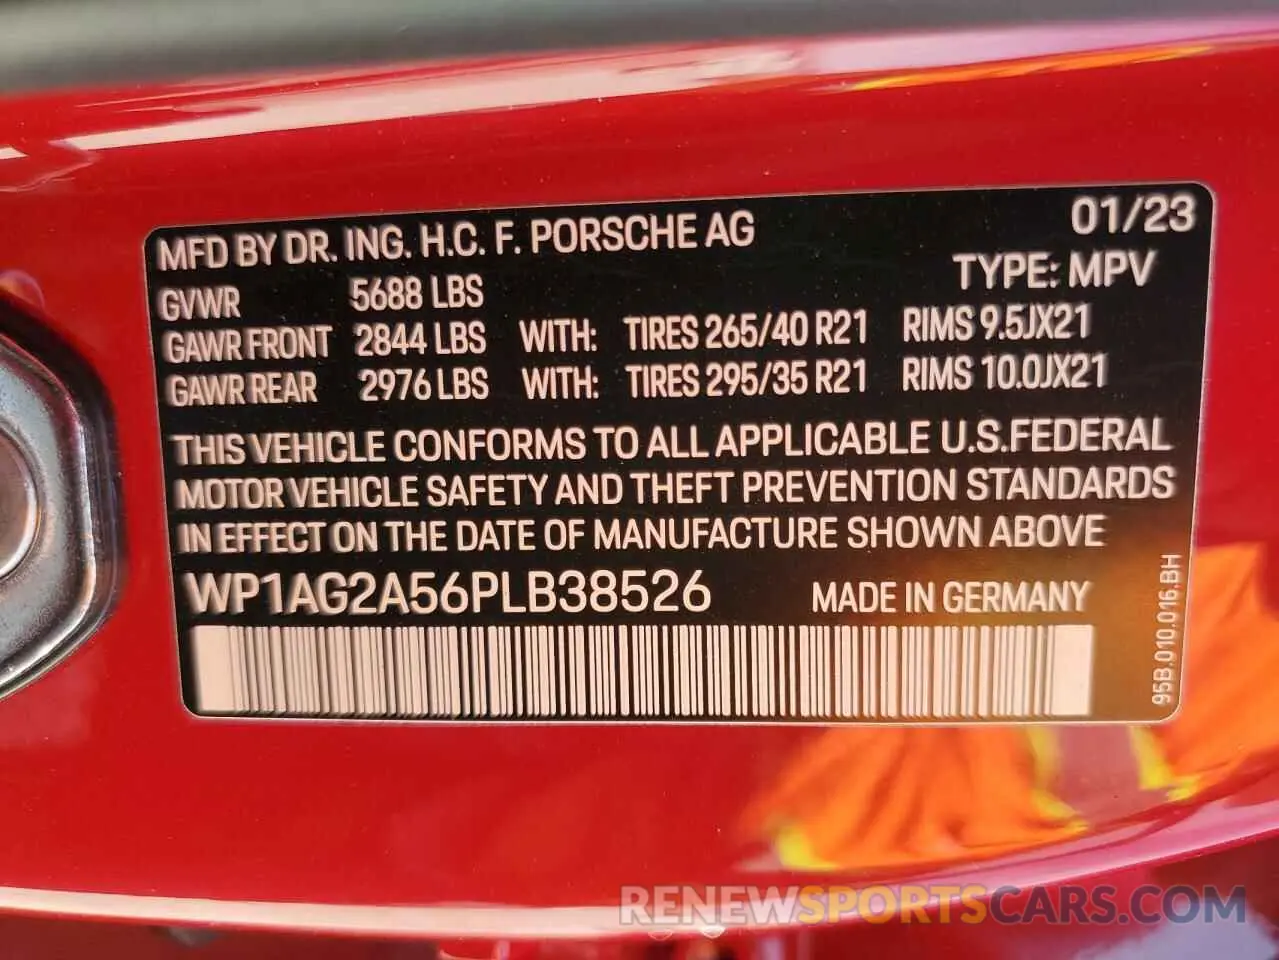 MFD BY DR. ING. H.C. F. PORSCHE AG 01/23
TYPE: MPV
GVWR 5688 LBS
GAWR FRONT 2844 LBS WITH: TIRES 265/40 R21 RIMS 9.5JX21
GAWR REAR 2976 LBS WITH: TIRES 295/35 R21 RIMS 10.0JX21
THIS VEHICLE CONFORMS TO ALL APPLICABLE U.S.FEDERAL
MOTOR VEHICLE SAFETY AND THEFT PREVENTION STANDARDS
IN EFFECT ON THE DATE OF MANUFACTURE SHOWN ABOVE
WP1AG2A56PLB38526 MADE IN GERMANY
95B.010.016.BH
RENEWSPORTSCARS.COM